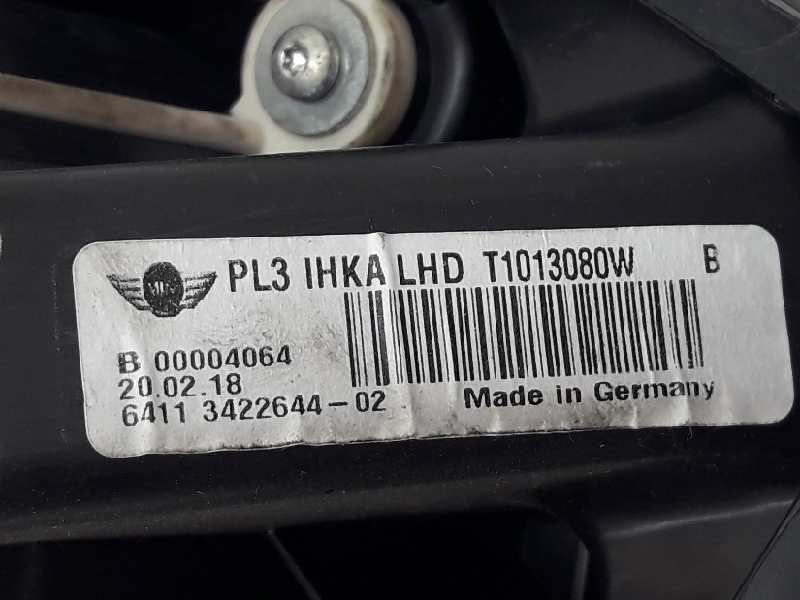 PL3 IHKA LHD T1013080W B
B 00004064
20.02.18
6411 3422644-02
Made in Germany